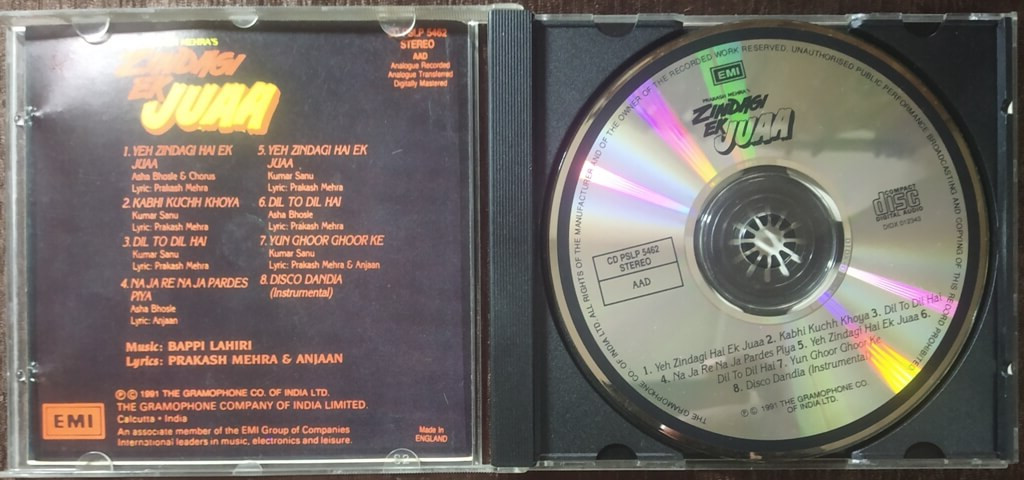 MEHRA'S
ZINDAGI
EK
JUAA
CD PSLP 5462
STEREO
AAD
Analogue Recorded
Analogue Transferred
Digitally Mastered
1. YEH ZINDAGI HAI EK
JUAA
Asha Bhosle & Chorus
Lyric: Prakash Mehra
2. KABHI KUCHH KHOYA
Kumar Sanu
Lyric: Prakash Mehra
3. DIL TO DIL HAI
Kumar Sanu
Lyric: Prakash Mehra
4. NA JA RE NA JA PARDES
PIYA
Asha Bhosle
Lyric: Anjaan
5. YEH ZINDAGI HAI EK
JUAA
Kumar Sanu
Lyric: Prakash Mehra
6. DIL TO DIL HAI
Asha Bhosle
Lyric: Prakash Mehra
7. YUN GHOOR GHOOR KE
Kumar Sanu
Lyric: Prakash Mehra & Anjaan
8. DISCO DANDIA
(Instrumental)
Music: BAPPI LAHIRI
Lyrics: PRAKASH MEHRA & ANJAAN
Ⓟ © 1991 THE GRAMOPHONE CO. OF INDIA LTD.
THE GRAMOPHONE COMPANY OF INDIA LIMITED.
Calcutta • India
An associate member of the EMI Group of Companies
International leaders in music, electronics and leisure.
EMI
Made in
ENGLAND
THE GRAMOPHONE CO OF INDIA LTD. ALL RIGHTS OF THE MANUFACTURER AND OF THE OWNER OF THE RECORDED WORK RESERVED. UNAUTHORISED PUBLIC PERFORMANCE BROADCASTING AND COPYING OF THIS RECORD PROHIBITED
EMI
PRAKASH MEHRA'S
ZINDAGI
EK
JUAA
COMPACT
disc
DIGITAL AUDIO
DIDX 012343
CD PSLP 5462
STEREO
AAD
1. Yeh Zindagi Hai Ek Juaa 2. Kabhi Kuchh Khoya 3. Dil To Dil Hai
4. Na Ja Re Na Ja Pardes Piya 5. Yeh Zindagi Hai Ek Juaa 6.
Dil To Dil Hai 7. Yun Ghoor Ghoor Ke
8. Disco Dandia (Instrumental)
Ⓟ © 1991 THE GRAMOPHONE CO.
OF INDIA LTD.